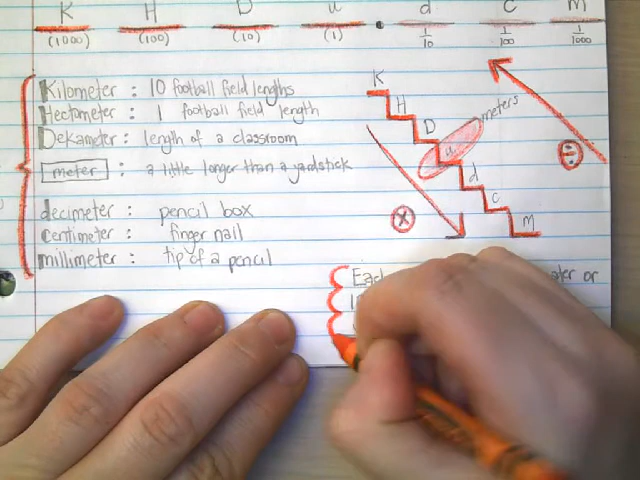 K H D u . d C M
(1000) (100) (10) (1) 1/10 1/100 1/1000
Kilometer : 10 football field lengths
Hectometer : 1 football field length
Dekameter : length of a classroom
meter : a little longer than a yardstick
decimeter : pencil box
centimeter : finger nail
millimeter : tip of a pencil
K
H
D
u
meters
d
C
M
×
÷
Each
or